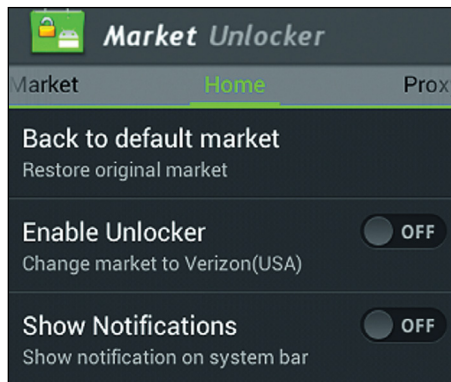 Market Unlocker
Market Home Prox
Back to default market
Restore original market
Enable Unlocker OFF
Change market to Verizon(USA)
Show Notifications OFF
Show notification on system bar